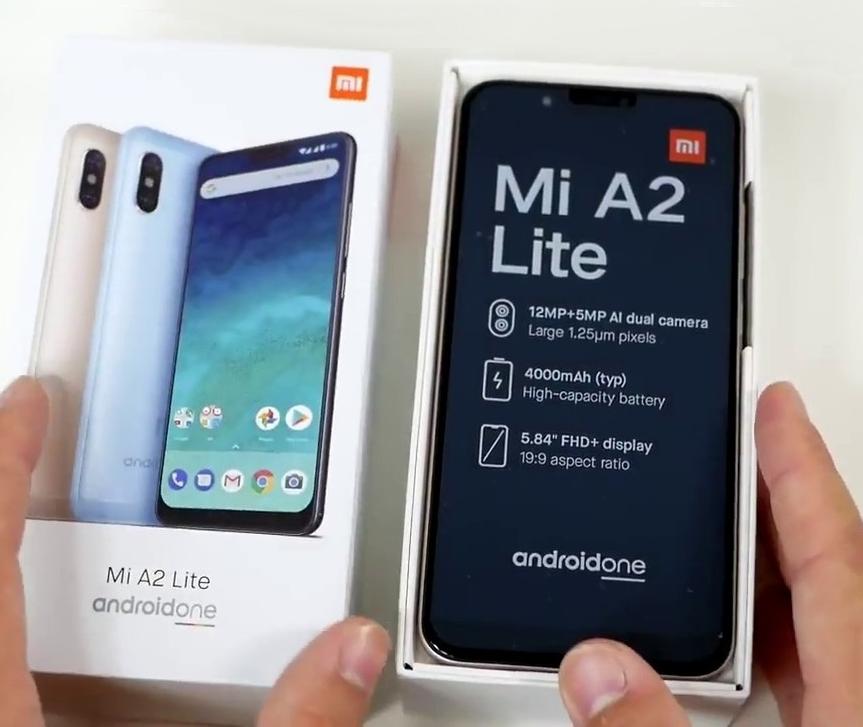 mi
Mi A2 Lite
androidone
mi
Mi A2
Lite
12MP+5MP AI dual camera
Large 1.25μm pixels
4000mAh (typ)
High-capacity battery
5.84" FHD+ display
19:9 aspect ratio
androidone